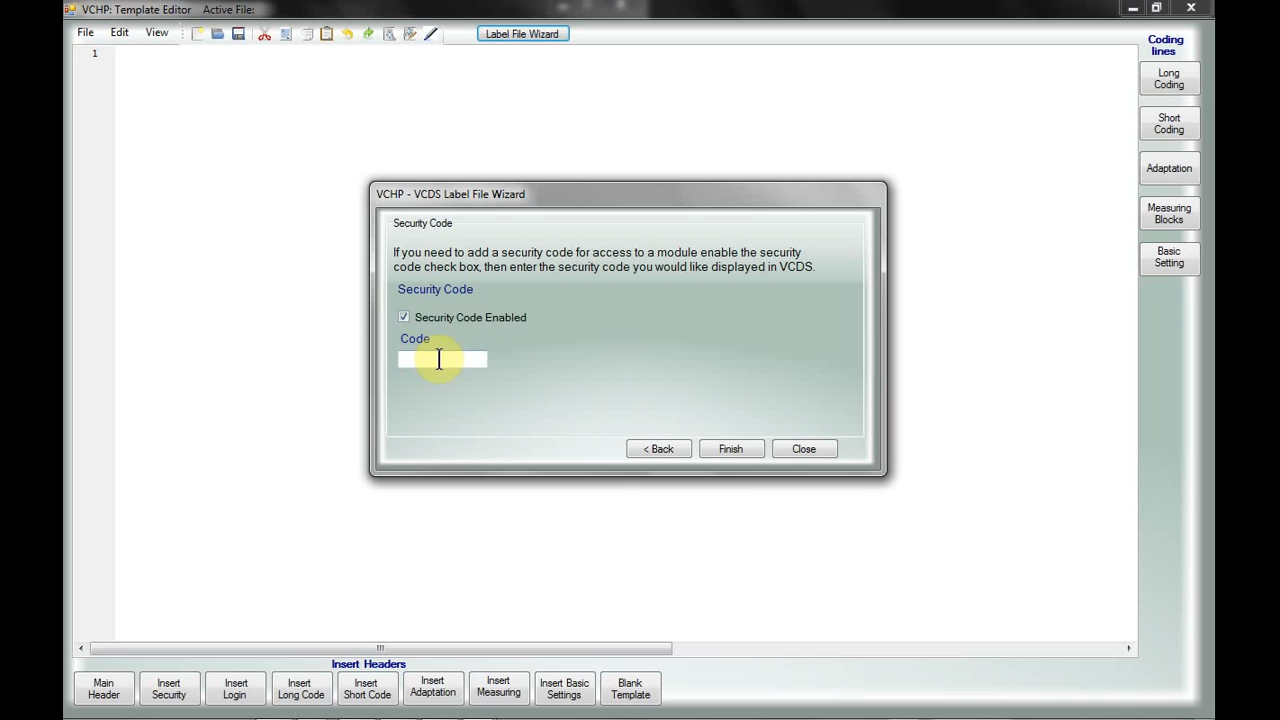 VCHP: Template Editor Active File:
File Edit View Label File Wizard
1
Coding
lines
Long
Coding
Short
Coding
Adaptation
Measuring
Blocks
Basic
Setting
VCHP - VCDS Label File Wizard
Security Code
If you need to add a security code for access to a module enable the security
code check box, then enter the security code you would like displayed in VCDS.
Security Code
Security Code Enabled
Code
< Back Finish Close
Insert Headers
Main
Header
Insert
Security
Insert
Login
Insert
Long Code
Insert
Short Code
Insert
Adaptation
Insert
Measuring
Insert Basic
Settings
Blank
Template